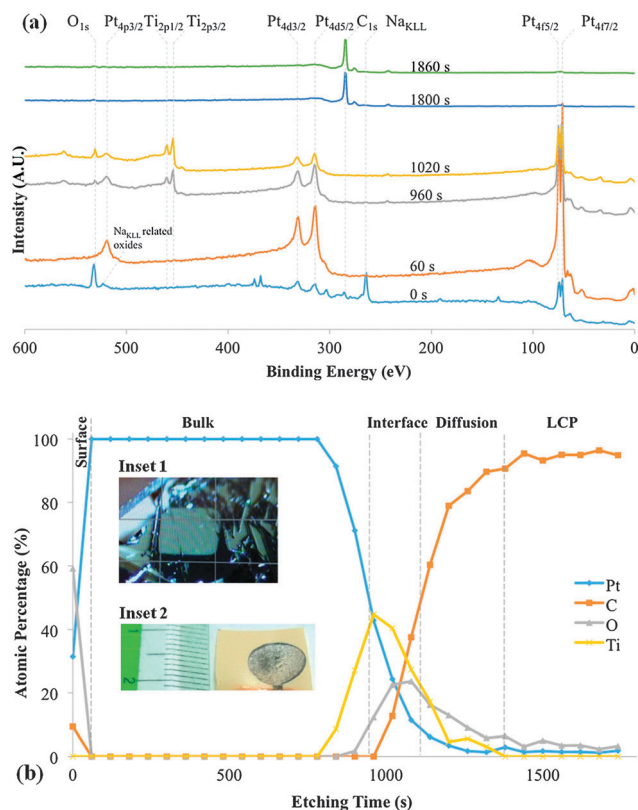 (a)
O1s Pt4p3/2 Ti2p1/2 Ti2p3/2 Pt4d3/2 Pt4d5/2 C1s NaKLL Pt4f5/2 Pt4f7/2
1860 s
1800 s
1020 s
960 s
NaKLL related
oxides
60 s
0 s
Intensity (A.U.)
600 500 400 300 200 100 0
Binding Energy (eV)
Surface Bulk Interface Diffusion LCP
100
80
60
40
20
0
Atomic Percentage (%)
Inset 1
Inset 2
1
2
Pt
C
O
Ti
0 500 1000 1500
(b)
Etching Time (s)